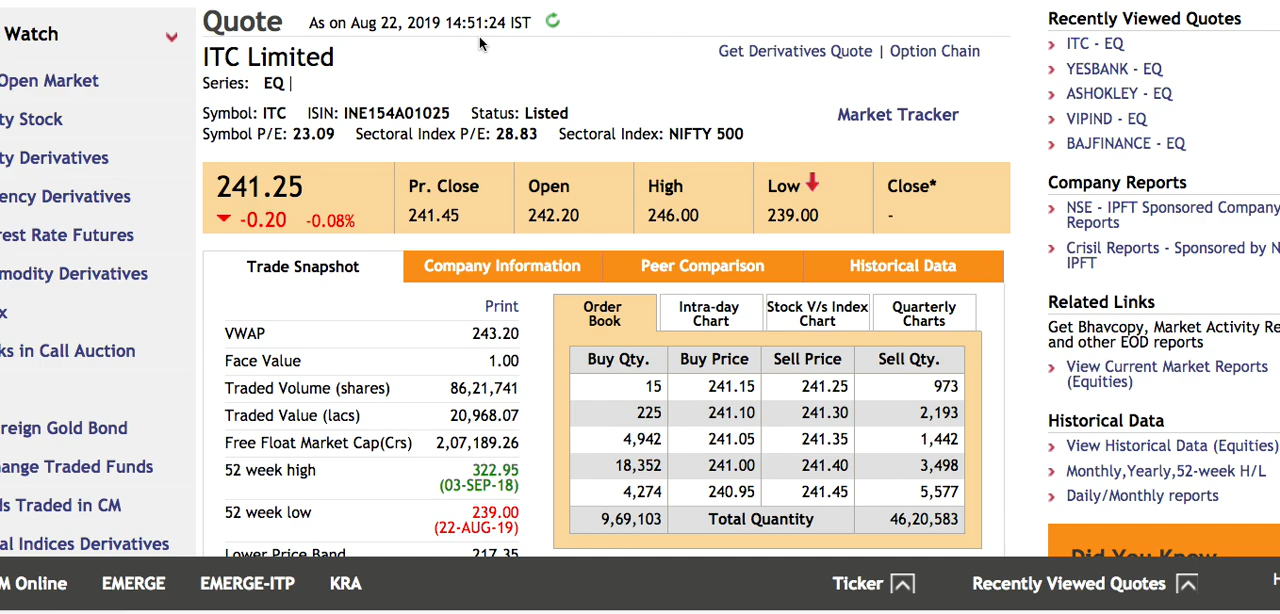 Watch
Open Market
ty Stock
ty Derivatives
ency Derivatives
rest Rate Futures
modity Derivatives
x
ks in Call Auction
reign Gold Bond
ange Traded Funds
ds Traded in CM
al Indices Derivatives
Quote As on Aug 22, 2019 14:51:24 IST
ITC Limited
Get Derivatives Quote | Option Chain
Series: EQ |
Symbol: ITC ISIN: INE154A01025 Status: Listed
Market Tracker
Symbol P/E: 23.09 Sectoral Index P/E: 28.83 Sectoral Index: NIFTY 500
241.25 Pr. Close Open High Low Close*
-0.20 -0.08% 241.45 242.20 246.00 239.00 -
Trade Snapshot Company Information Peer Comparison Historical Data
Print
VWAP 243.20
Face Value 1.00
Traded Volume (shares) 86,21,741
Traded Value (lacs) 20,968.07
Free Float Market Cap(Crs) 2,07,189.26
52 week high 322.95
(03-SEP-18)
52 week low 239.00
(22-AUG-19)
Lower Price Band 217.35
Order Book
Intra-day Chart
Stock V/s Index Chart
Quarterly Charts
Buy Qty. Buy Price Sell Price Sell Qty.
15 241.15 241.25 973
225 241.10 241.30 2,193
4,942 241.05 241.35 1,442
18,352 241.00 241.40 3,498
4,274 240.95 241.45 5,577
9,69,103 Total Quantity 46,20,583
Recently Viewed Quotes
ITC - EQ
YESBANK - EQ
ASHOKLEY - EQ
VIPIND - EQ
BAJFINANCE - EQ
Company Reports
NSE - IPFT Sponsored Company
Reports
Crisil Reports - Sponsored by N
IPFT
Related Links
Get Bhavcopy, Market Activity Re
and other EOD reports
View Current Market Reports
(Equities)
Historical Data
View Historical Data (Equities)
Monthly,Yearly,52-week H/L
Daily/Monthly reports
Did You Know
M Online EMERGE EMERGE-ITP KRA Ticker Recently Viewed Quotes H